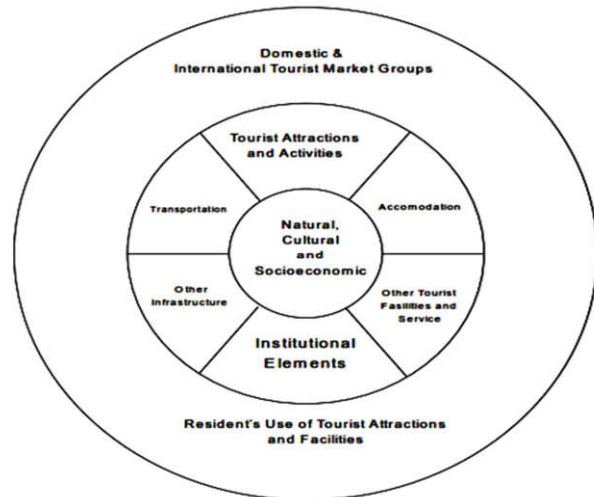 Domestic &
International Tourist Market Groups
Tourist Attractions
and Activities
Transportation
Accomodation
Natural,
Cultural
and
Socioeconomic
Other
Infrastructure
Other Tourist
Fasilities and
Service
Institutional
Elements
Resident's Use of Tourist Attractions
and Facilities